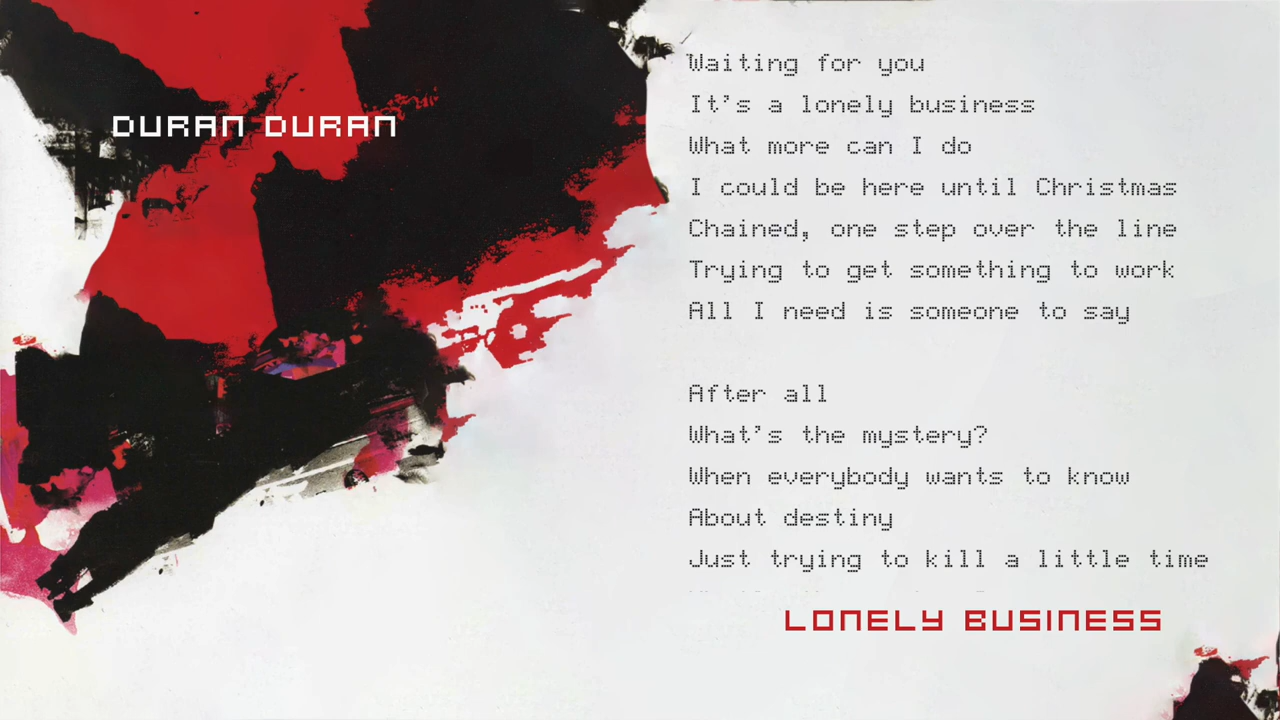 DURAN DURAN
Waiting for you
It's a lonely business
What more can I do
I could be here until Christmas
Chained, one step over the line
Trying to get something to work
All I need is someone to say
After all
What's the mystery?
When everybody wants to know
About destiny
Just trying to kill a little time
LONELY BUSINESS